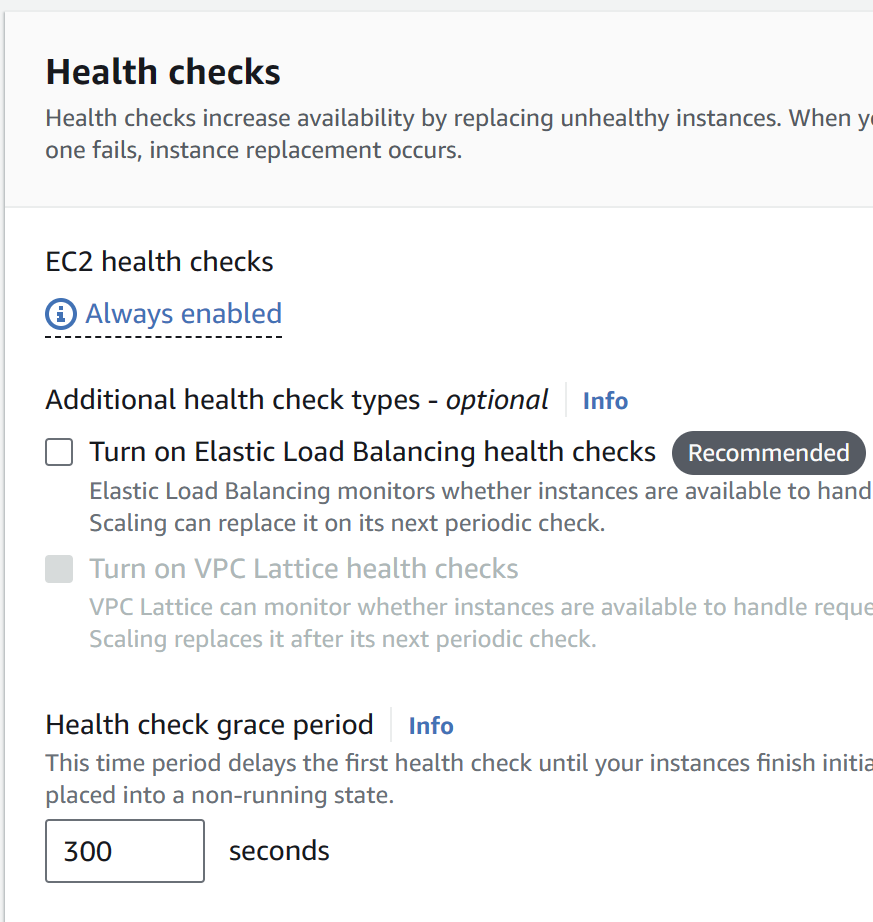 Health checks
Health checks increase availability by replacing unhealthy instances. When
one fails, instance replacement occurs.
EC2 health checks
Always enabled
Additional health check types - optional Info
Turn on Elastic Load Balancing health checks Recommended
Elastic Load Balancing monitors whether instances are available to
Scaling can replace it on its next periodic check.
Turn on VPC Lattice health checks
VPC Lattice can monitor whether instances are available to handle
Scaling replaces it after its next periodic check.
Health check grace period Info
This time period delays the first health check until your instances finish
placed into a non-running state.
300 seconds